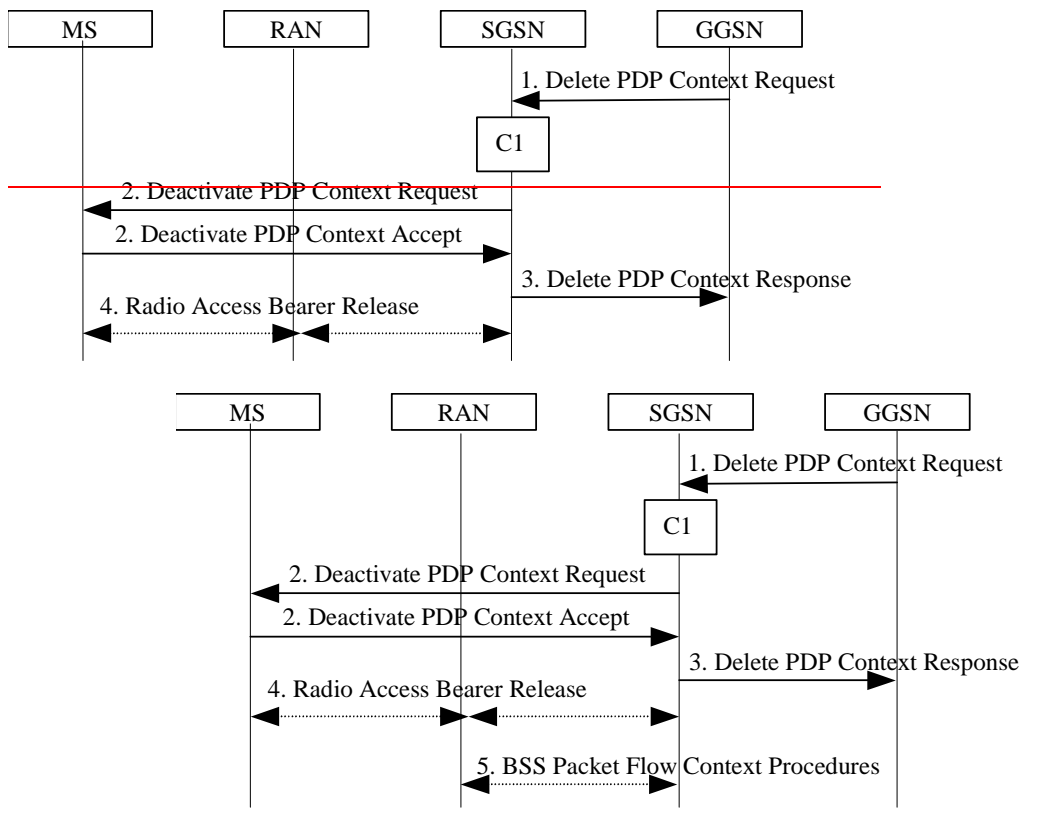 MS RAN SGSN GGSN
1. Delete PDP Context Request
C1
2. Deactivate PDP Context Request
2. Deactivate PDP Context Accept
3. Delete PDP Context Response
4. Radio Access Bearer Release
MS RAN SGSN GGSN
1. Delete PDP Context Request
C1
2. Deactivate PDP Context Request
2. Deactivate PDP Context Accept
3. Delete PDP Context Response
4. Radio Access Bearer Release
5. BSS Packet Flow Context Procedures